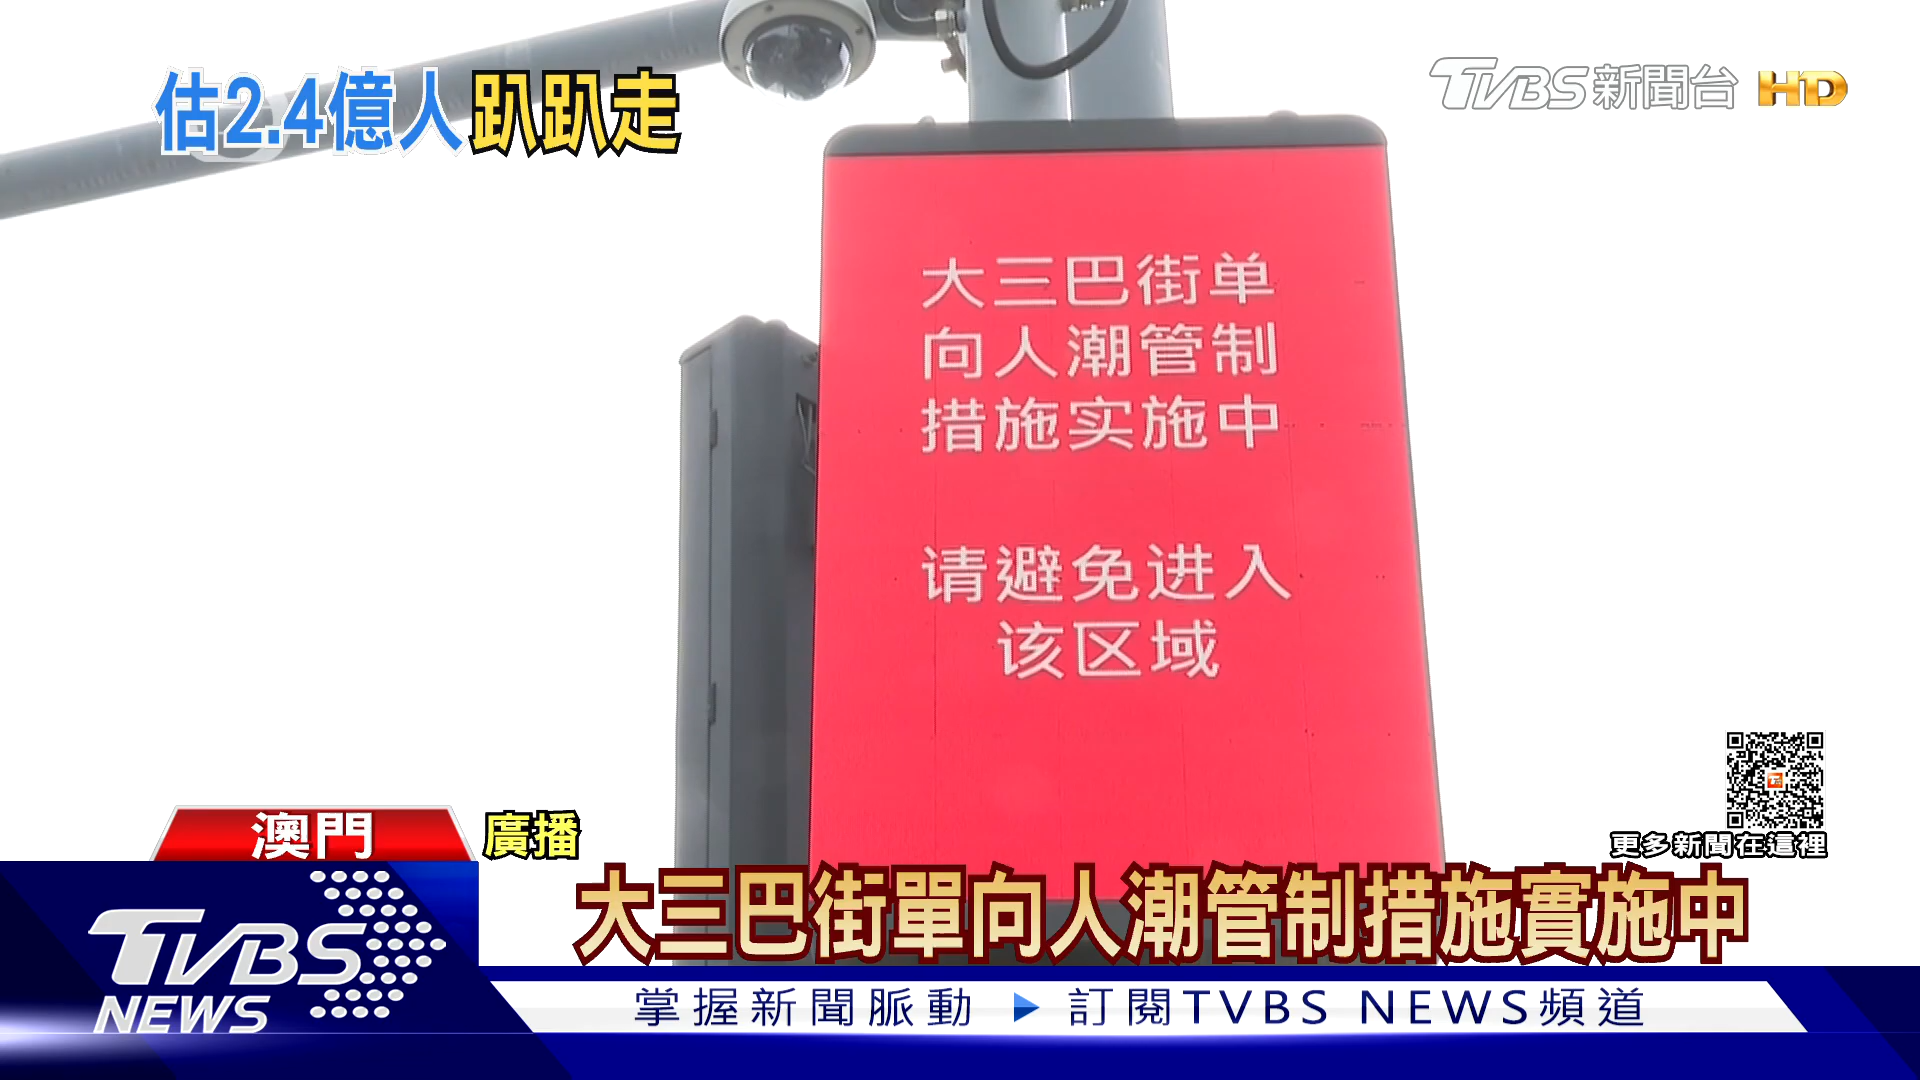 估2.4億人趴趴走
TVBS新聞台 HD
大三巴街单
向人潮管制
措施实施中
请避免进入
该区域
更多新聞在這裡
澳門
廣播
大三巴街單向人潮管制措施實施中
TVBS
NEWS
掌握新聞脈動 ▶ 訂閱TVBS NEWS頻道